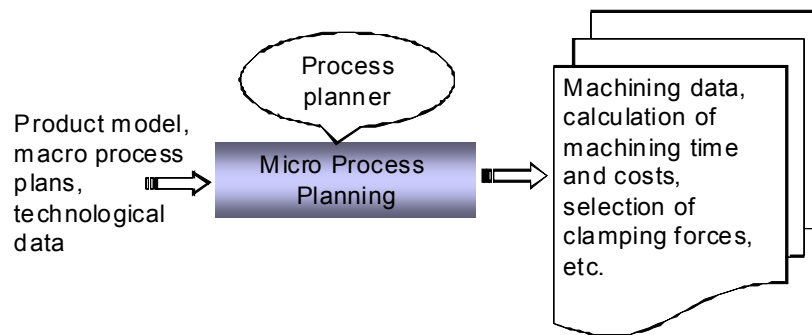 Process
planner
Product model,
macro process
plans,
technological
data
Micro Process
Planning
Machining data,
calculation of
machining time
and costs,
selection of
clamping forces,
etc.